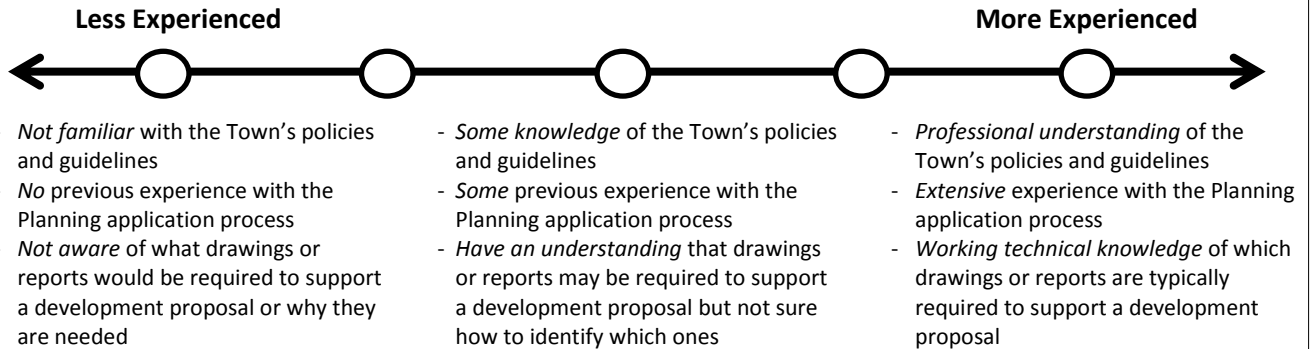 Less Experienced
More Experienced
Not familiar with the Town’s policies
and guidelines
No previous experience with the
Planning application process
Not aware of what drawings or
reports would be required to support
a development proposal or why they
are needed
- Some knowledge of the Town’s policies
and guidelines
- Some previous experience with the
Planning application process
- Have an understanding that drawings
or reports may be required to support
a development proposal but not sure
how to identify which ones
- Professional understanding of the
Town’s policies and guidelines
- Extensive experience with the Planning
application process
- Working technical knowledge of which
drawings or reports are typically
required to support a development
proposal